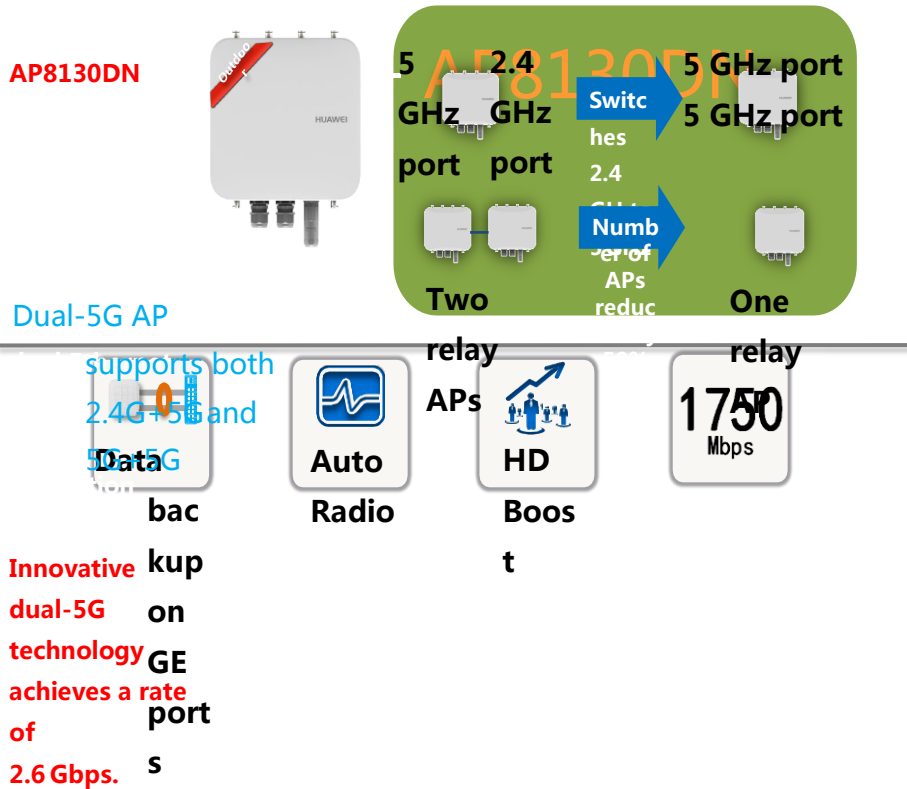 AP8130DN
Outdoor
HUAWEI
AP8130DN
5
GHz
port
2.4
GHz
port
Switc
hes
2.4
5 GHz port
5 GHz port
Numb
er of
APs
reduc
Two
relay
APs
One
relay
AP
Dual-5G AP
supports both
2.4G+5G and
5G+5G
Data
bac
kup
on
GE
port
s
Auto
Radio
HD
Boos
t
1750
Mbps
Innovative
dual-5G
technology
achieves a rate
of
2.6 Gbps.